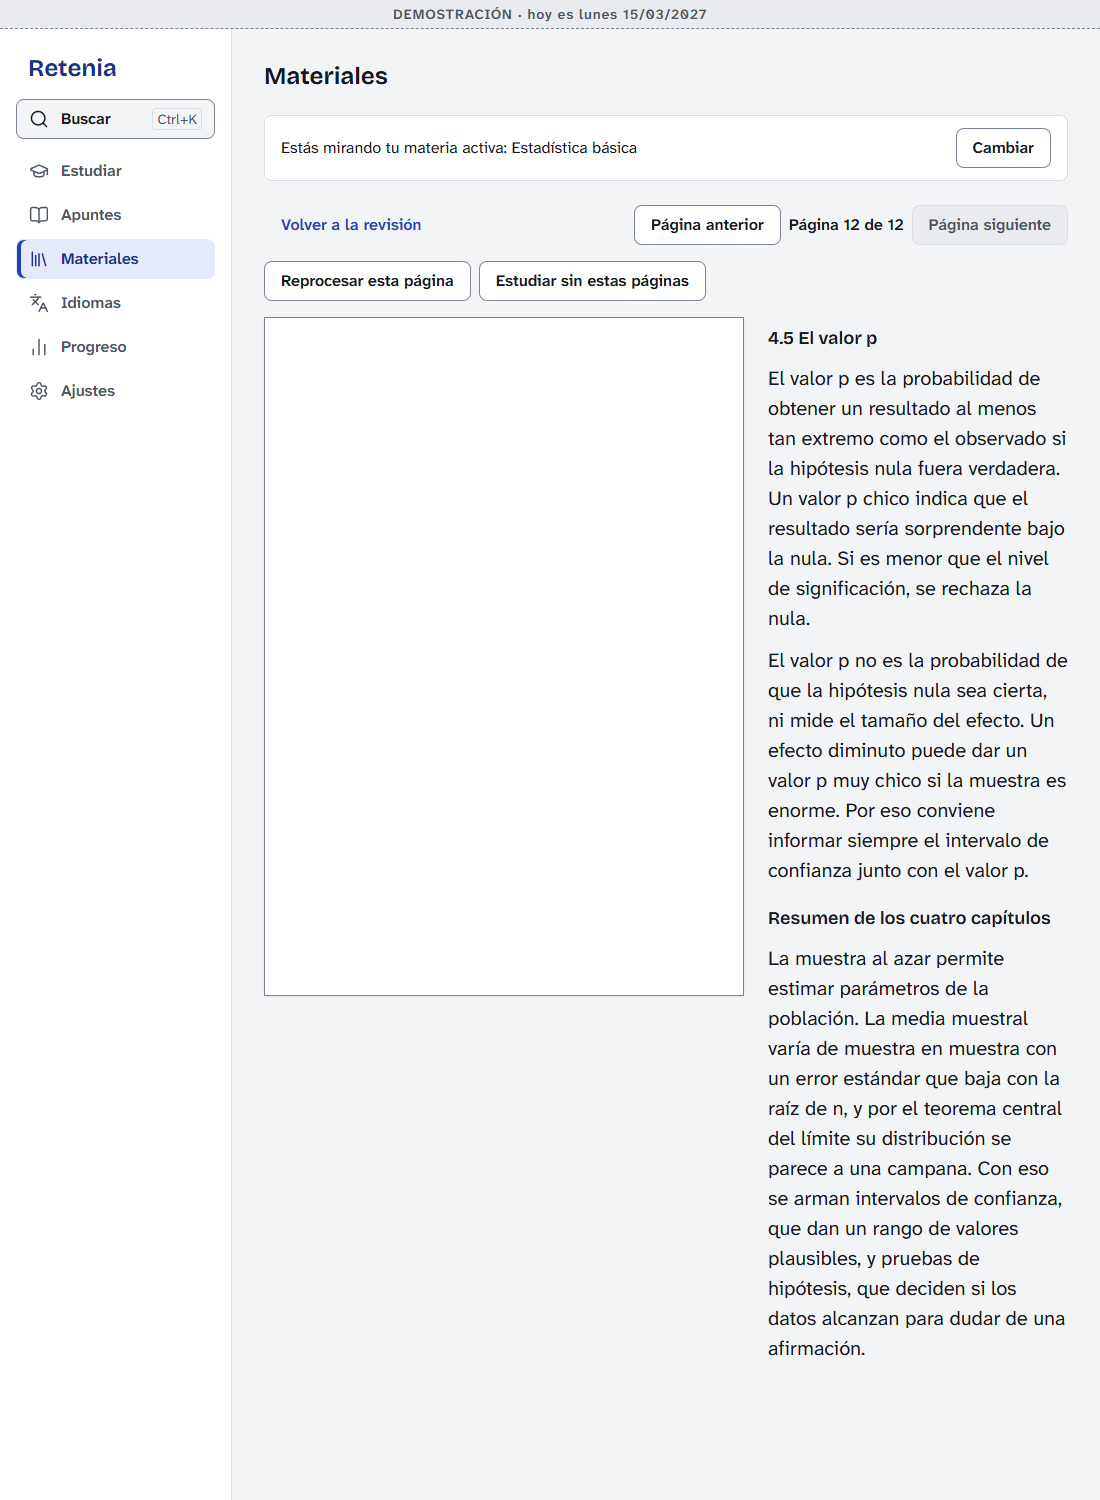 DEMOSTRACIÓN · hoy es lunes 15/03/2027
Retenia
Buscar Ctrl+K
Estudiar
Apuntes
Materiales
Idiomas
Progreso
Ajustes
Materiales
Estás mirando tu materia activa: Estadística básica
Cambiar
Volver a la revisión
Página anterior
Página 12 de 12
Página siguiente
Reprocesar esta página
Estudiar sin estas páginas
4.5 El valor p
El valor p es la probabilidad de
obtener un resultado al menos
tan extremo como el observado si
la hipótesis nula fuera verdadera.
Un valor p chico indica que el
resultado sería sorprendente bajo
la nula. Si es menor que el nivel
de significación, se rechaza la
nula.
El valor p no es la probabilidad de
que la hipótesis nula sea cierta,
ni mide el tamaño del efecto. Un
efecto diminuto puede dar un
valor p muy chico si la muestra es
enorme. Por eso conviene
informar siempre el intervalo de
confianza junto con el valor p.
Resumen de los cuatro capítulos
La muestra al azar permite
estimar parámetros de la
población. La media muestral
varía de muestra en muestra con
un error estándar que baja con la
raíz de n, y por el teorema central
del límite su distribución se
parece a una campana. Con eso
se arman intervalos de confianza,
que dan un rango de valores
plausibles, y pruebas de
hipótesis, que deciden si los
datos alcanzan para dudar de una
afirmación.